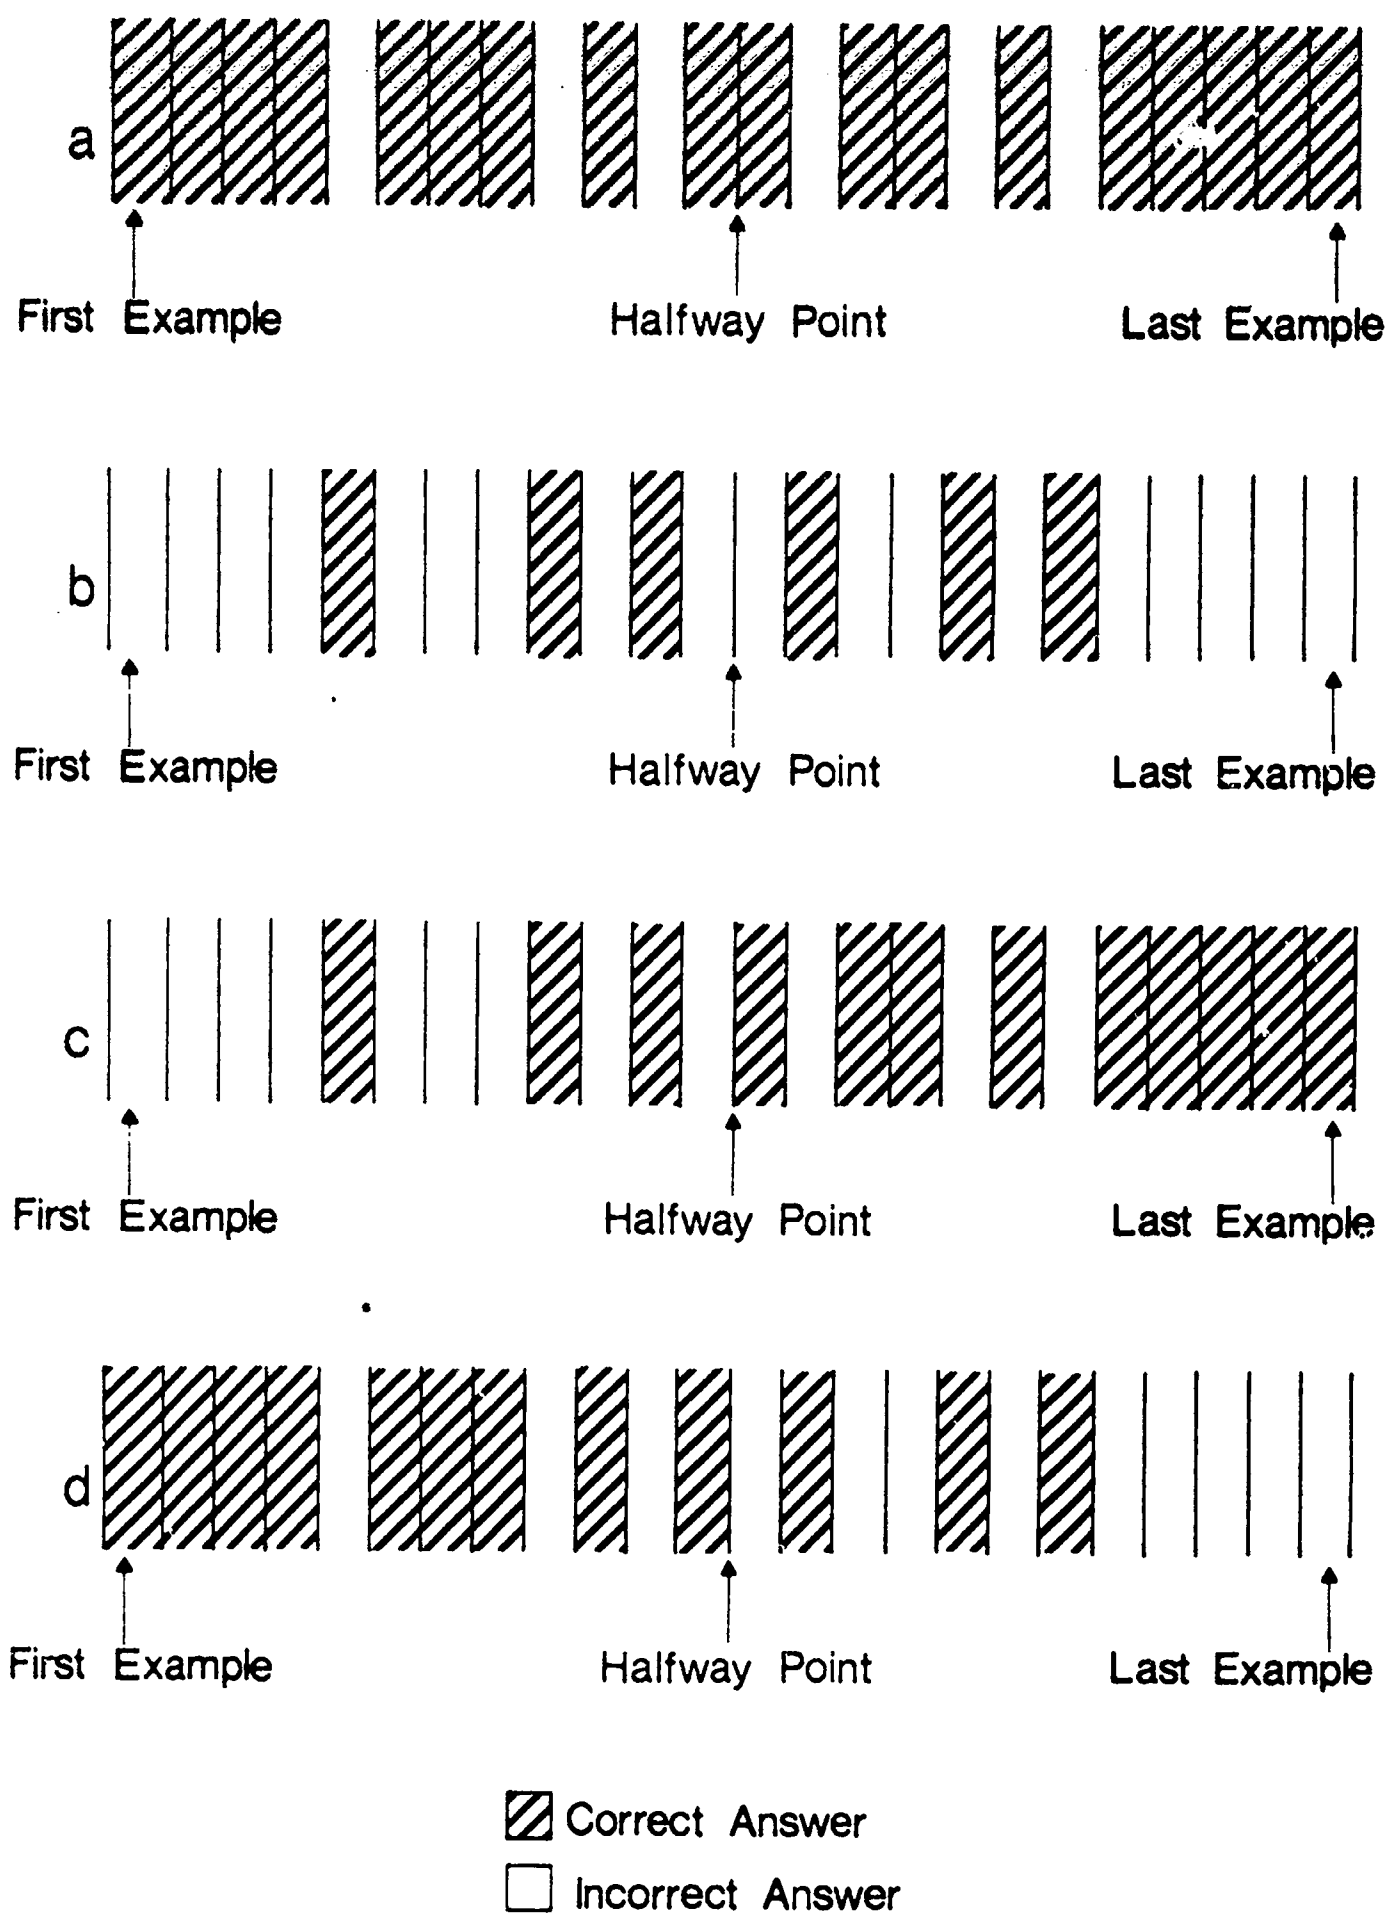 a
First Example Halfway Point Last Example
b
First Example Halfway Point Last Example
c
First Example Halfway Point Last Example
d
First Example Halfway Point Last Example
Correct Answer
Incorrect Answer